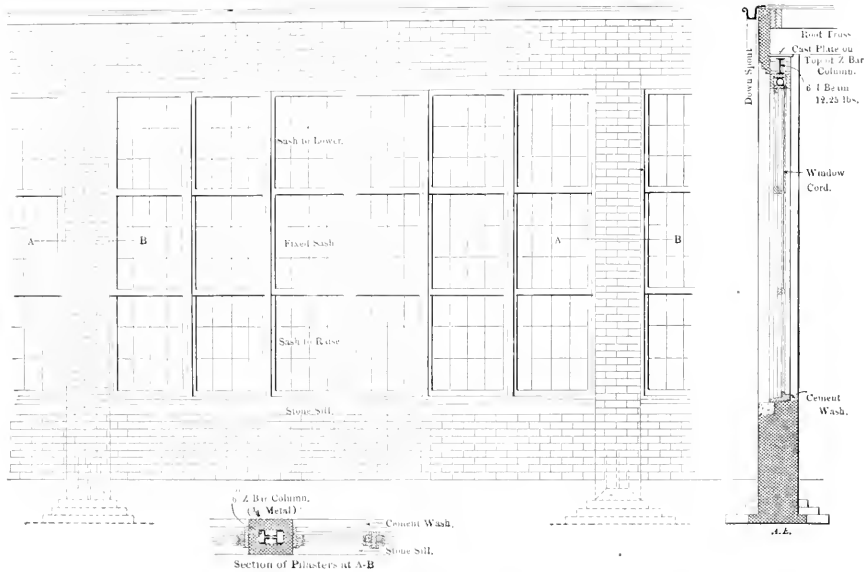 Sash to Lower.
A
B
Fixed Sash
A
B
Sash to Raise
Stone Sill.
6" Z Bar Column.
Metal)
Cement Wash.
Stone Sill.
Section of Pilasters at A-B
Down Spout
Roof Truss
Cast Plate on
Top of Z Bar
Column.
6 I Beam
12.25 lbs.
Window
Cord.
Cement
Wash.